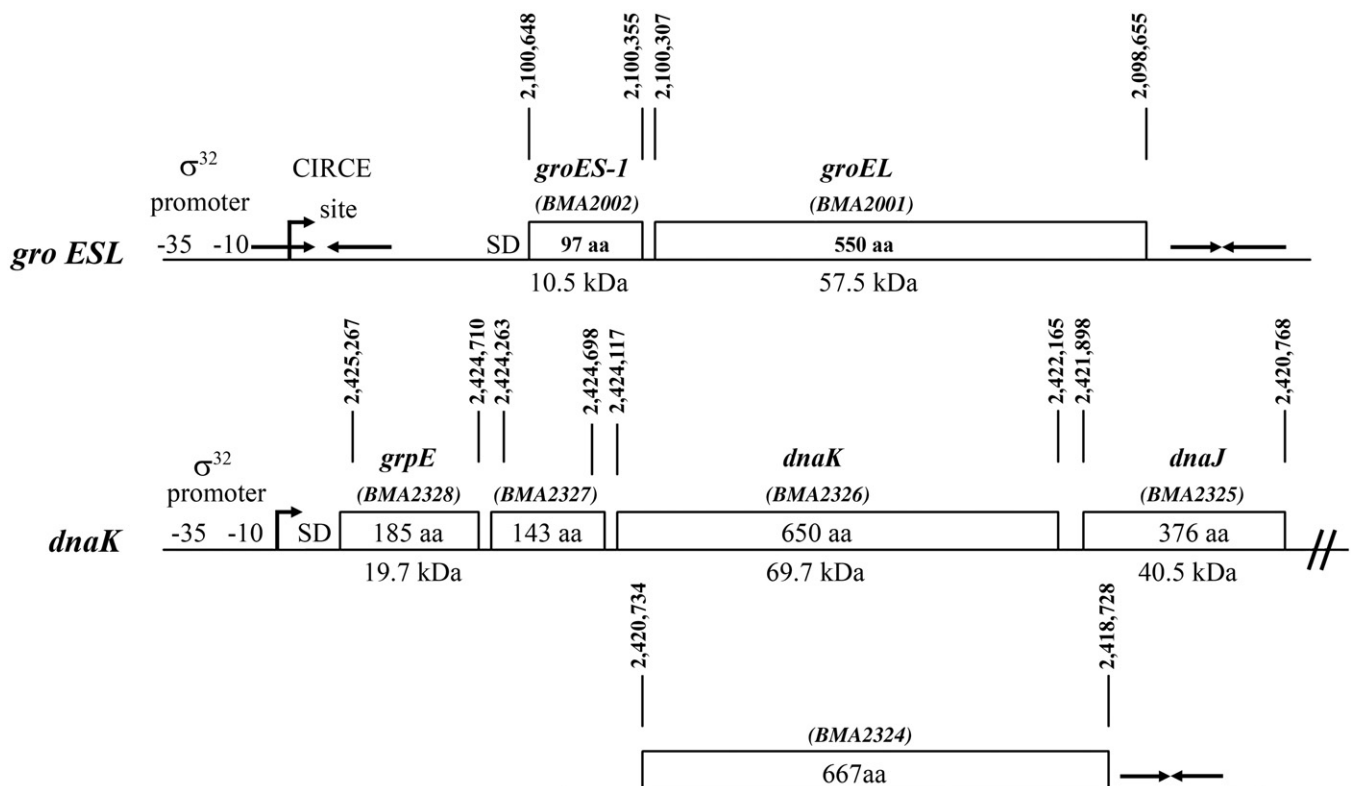 2,100,648
2,100,355
2,100,307
2,098,655
σ32
promoter
CIRCE
site
groES-1
(BMA2002)
groEL
(BMA2001)
gro ESL
-35 -10
SD
97 aa
550 aa
10.5 kDa
57.5 kDa
2,425,267
2,424,710
2,424,263
2,424,698
2,424,117
2,422,165
2,421,898
2,420,768
σ32
promoter
grpE
(BMA2328)
(BMA2327)
dnaK
(BMA2326)
dnaJ
(BMA2325)
dnaK
-35 -10
SD
185 aa
143 aa
650 aa
376 aa
19.7 kDa
69.7 kDa
40.5 kDa
2,420,734
2,418,728
(BMA2324)
667aa